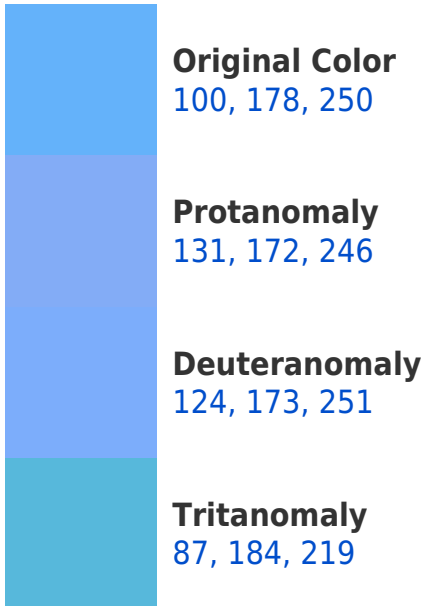 Original Color
100, 178, 250
Protanomaly
131, 172, 246
Deuteranomaly
124, 173, 251
Tritanomaly
87, 184, 219